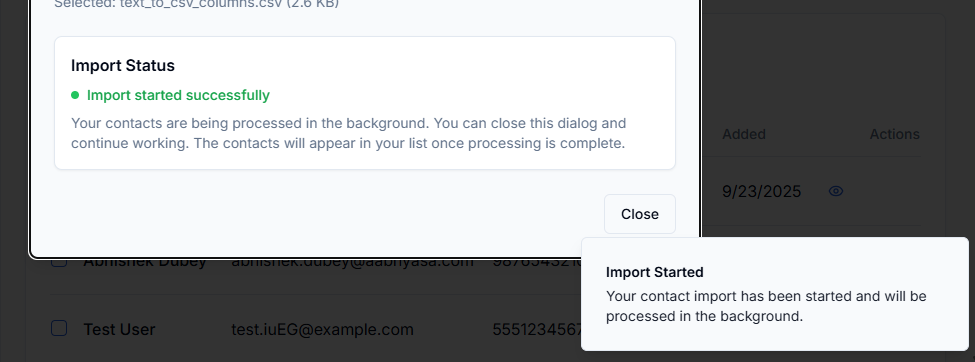 Selected: text_to_csv_columns.csv (2.6 KB)
Import Status
Import started successfully
Your contacts are being processed in the background. You can close this dialog and
continue working. The contacts will appear in your list once processing is complete.
Added
Actions
9/23/2025
Close
Abhishek Dubey abhishek.dubey@aabhyasa.com
Import Started
Your contact import has been started and will be
processed in the background.
Test User test.iuEG@example.com 5551234567